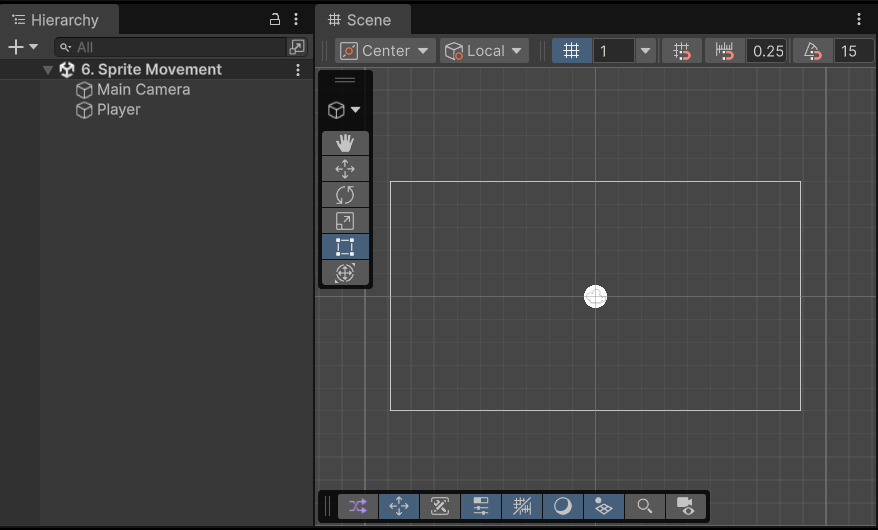 Hierarchy
All
6. Sprite Movement
Main Camera
Player
Scene
Center Local 1 0.25 15